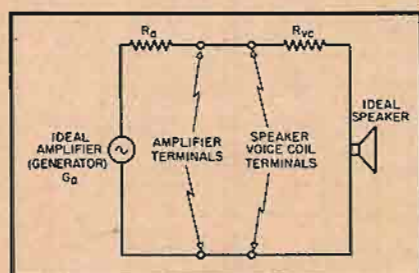 Ra
Rvc
IDEAL
SPEAKER
IDEAL
AMPLIFIER
(GENERATOR)
Ga
AMPLIFIER
TERMINALS
SPEAKER
VOICE COIL
TERMINALS